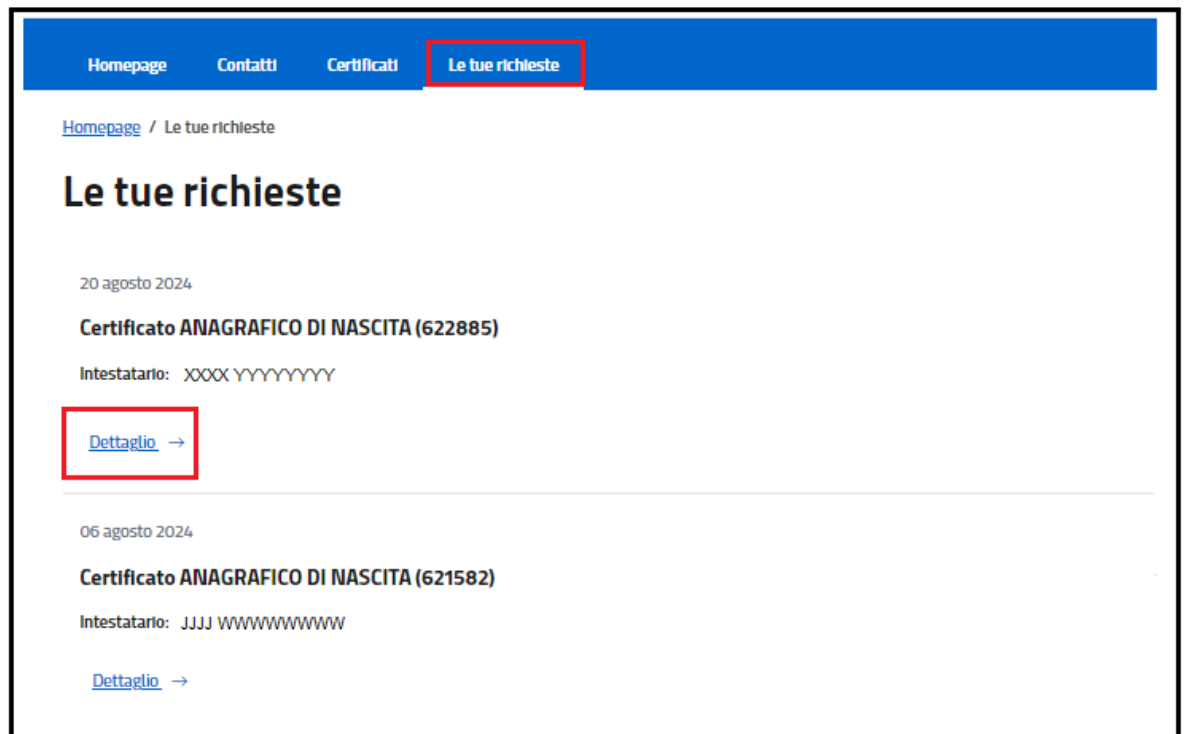 Homepage Contatti Certificati Le tue richieste
Homepage / Le tue richieste
Le tue richieste
20 agosto 2024
Certificato ANAGRAFICO DI NASCITA (622885)
Intestatario: XXXX YYYYYYYY
Dettaglio →
06 agosto 2024
Certificato ANAGRAFICO DI NASCITA (621582)
Intestatario: JJJJ WWWWWWWW
Dettaglio →